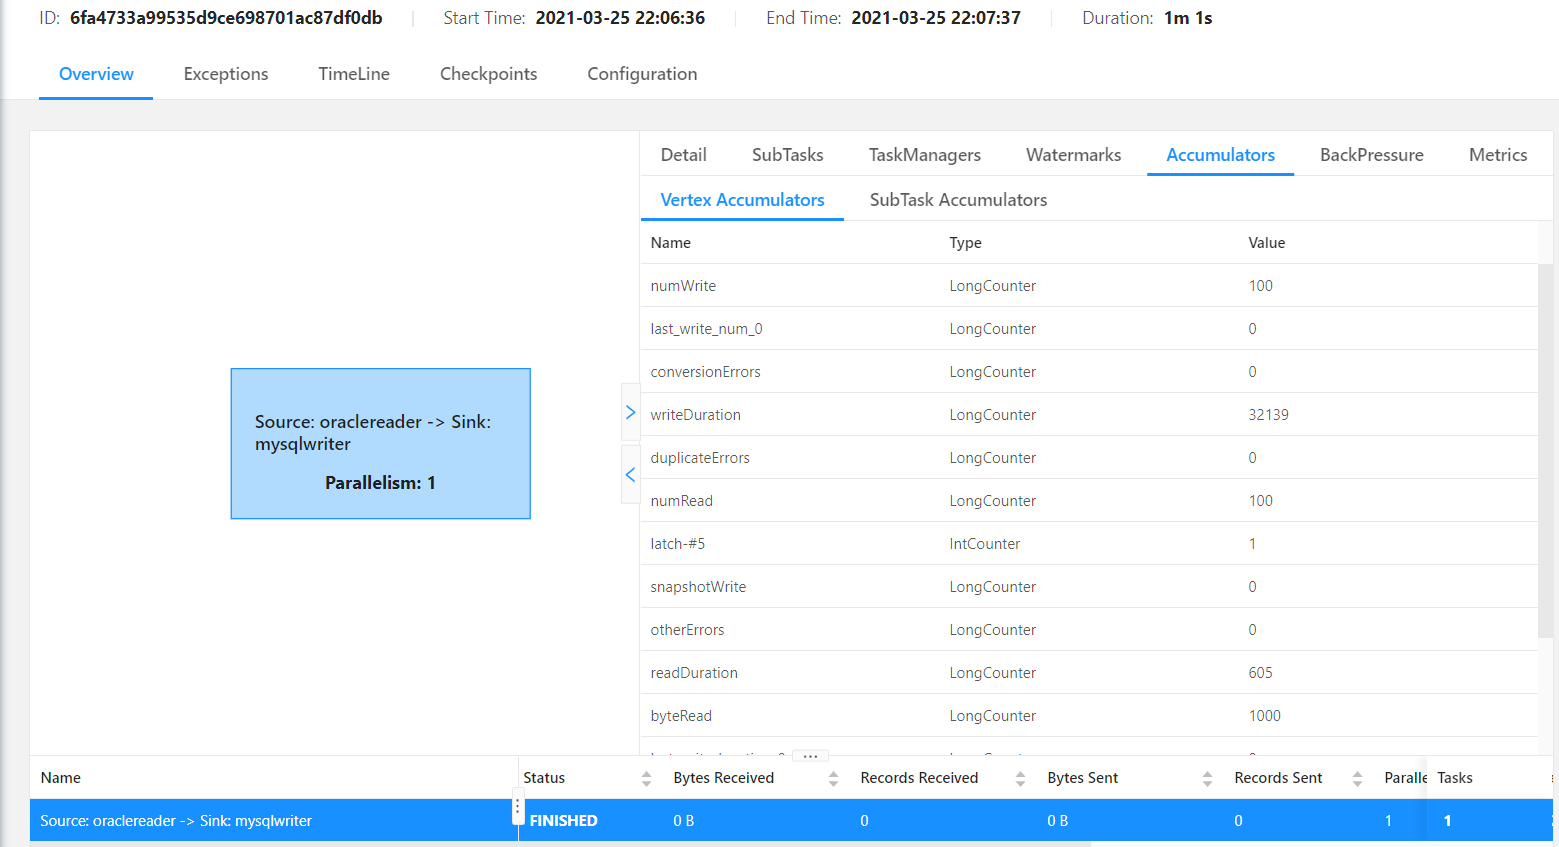 ID: 6fa4733a99535d9ce698701ac87df0db Start Time: 2021-03-25 22:06:36 End Time: 2021-03-25 22:07:37 Duration: 1m 1s
Overview Exceptions TimeLine Checkpoints Configuration
Detail SubTasks TaskManagers Watermarks Accumulators BackPressure Metrics
Vertex Accumulators SubTask Accumulators
Name Type Value
numWrite LongCounter 100
last_write_num_0 LongCounter 0
conversionErrors LongCounter 0
writeDuration LongCounter 32139
duplicateErrors LongCounter 0
numRead LongCounter 100
latch-#5 IntCounter 1
snapshotWrite LongCounter 0
otherErrors LongCounter 0
readDuration LongCounter 605
byteRead LongCounter 1000
Source: oraclereader -> Sink:
mysqlwriter
Parallelism: 1
Name Status Bytes Received Records Received Bytes Sent Records Sent Paralle Tasks
Source: oraclereader -> Sink: mysqlwriter FINISHED 0 B 0 0 B 0 1 1